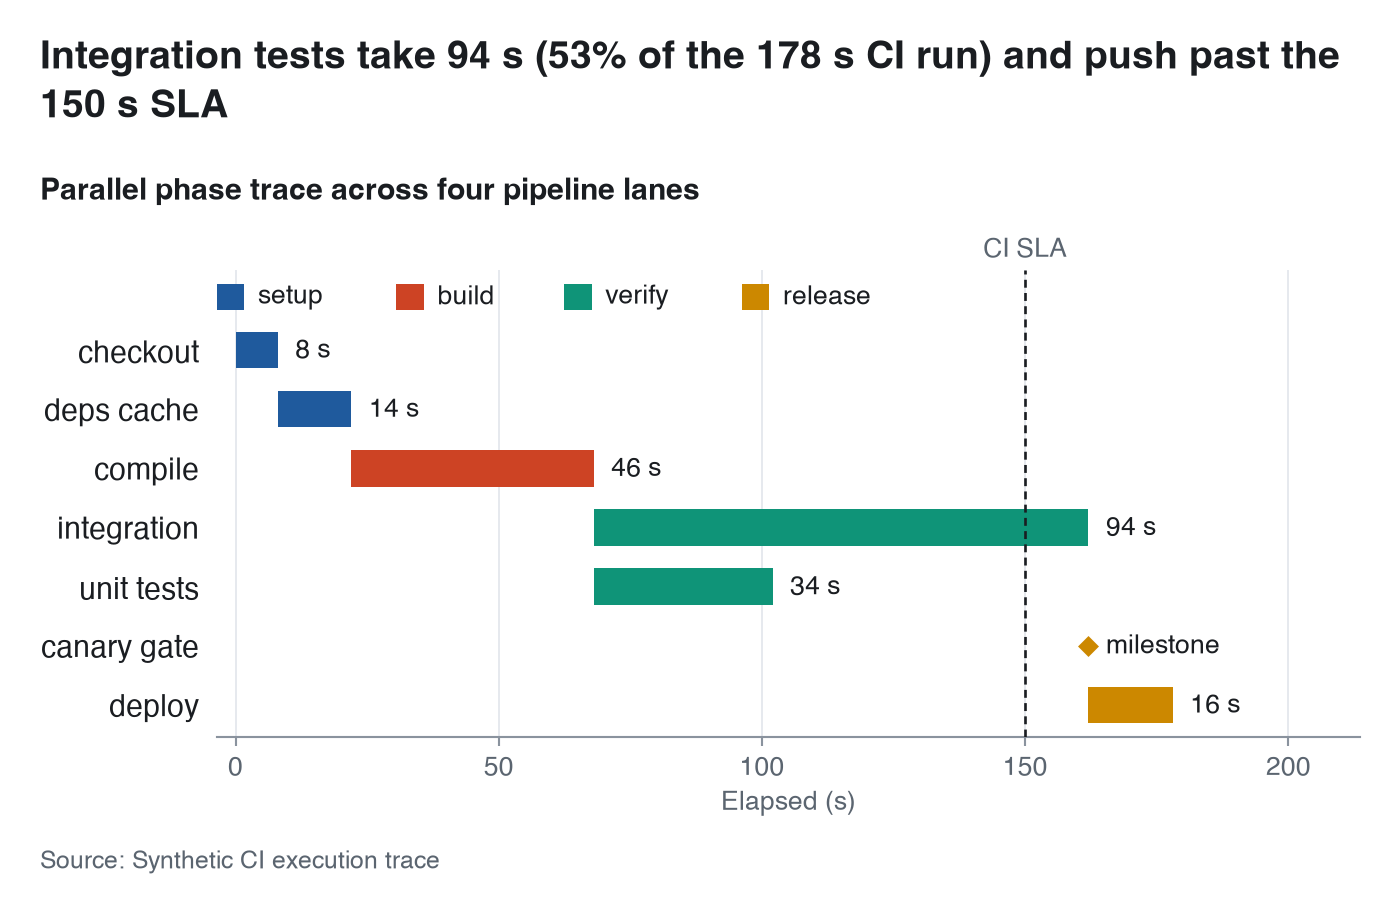 Integration tests take 94 s (53% of the 178 s CI run) and push past the
150 s SLA
Parallel phase trace across four pipeline lanes
CI SLA
setup build verify release
checkout 8 s
deps cache 14 s
compile 46 s
integration 94 s
unit tests 34 s
canary gate milestone
deploy 16 s
0 50 100 150 200
Elapsed (s)
Source: Synthetic CI execution trace